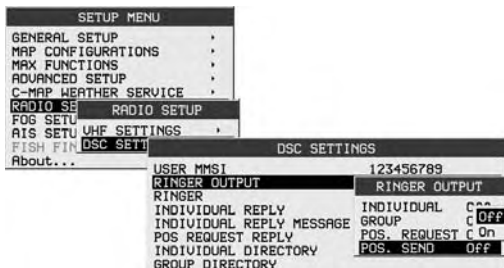 SETUP MENU
GENERAL SETUP
MAP CONFIGURATIONS
MAX FUNCTIONS
ADVANCED SETUP
C-MAP WEATHER SERVICE
RADIO SE
FOG SETU
AIS SETU
FISH FIN
About...
RADIO SETUP
VHF SETTINGS
DSC SETT
DSC SETTINGS
USER MMSI 123456789
RINGER OUTPUT
RINGER
INDIVIDUAL REPLY
INDIVIDUAL REPLY MESSAGE
POS REQUEST REPLY
INDIVIDUAL DIRECTORY
GROUP DIRECTORY
RINGER OUTPUT
INDIVIDUAL
GROUP
POS. REQUEST
POS. SEND Off
Off
On